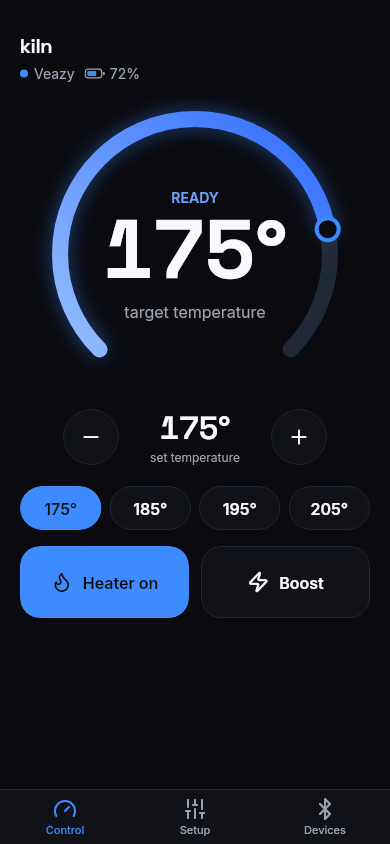 kiln
Veazy 72%
READY
175°
target temperature
175°
set temperature
175° 185° 195° 205°
Heater on Boost
Control Setup Devices